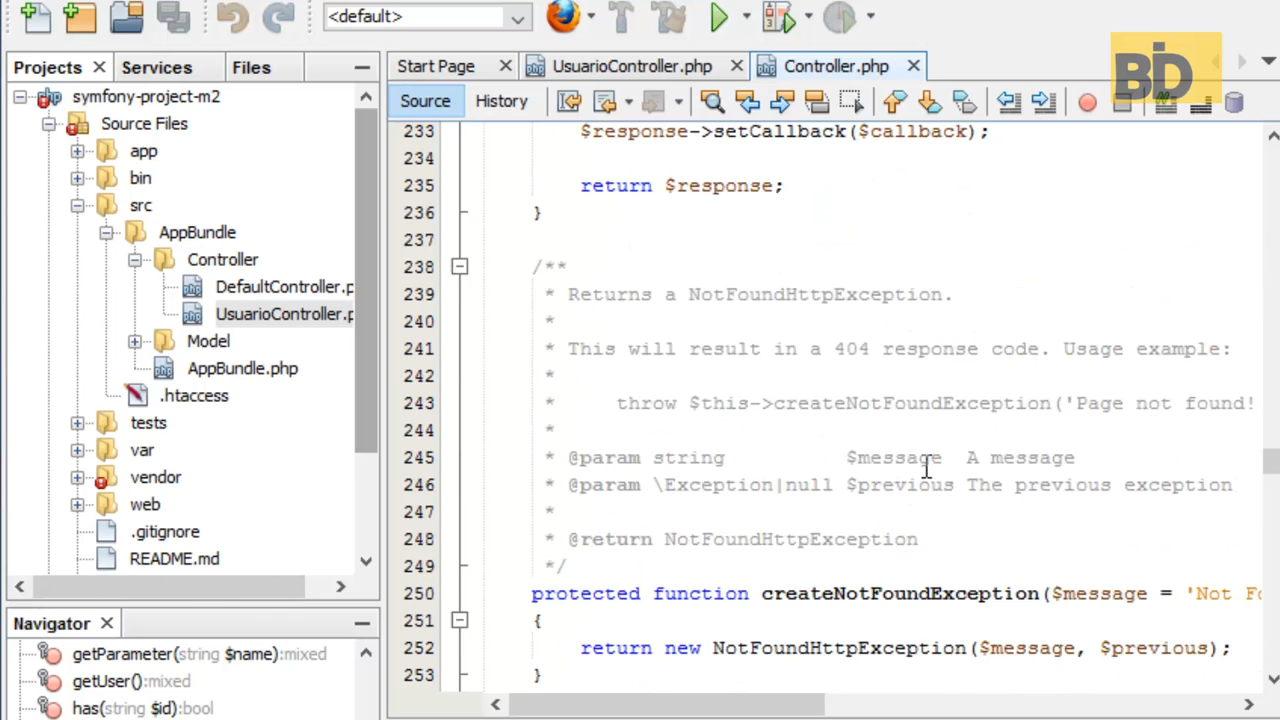 <default>
BD
Projects Services Files
Start Page UsuarioController.php Controller.php
symfony-project-m2
Source Files
app
bin
src
AppBundle
Controller
DefaultController.p
UsuarioController.p
Model
AppBundle.php
.htaccess
tests
var
vendor
web
.gitignore
README.md
Navigator
getParameter(string $name):mixed
getUser():mixed
has(string $id):bool
Source History
233 $response->setCallback($callback);
234
235 return $response;
236 }
237
238 /**
239 * Returns a NotFoundHttpException.
240 *
241 * This will result in a 404 response code. Usage example:
242 *
243 * throw $this->createNotFoundException('Page not found!
244 *
245 * @param string $message A message
246 * @param \Exception|null $previous The previous exception
247 *
248 * @return NotFoundHttpException
249 */
250 protected function createNotFoundException($message = 'Not Fo
251 {
252 return new NotFoundHttpException($message, $previous);
253 }